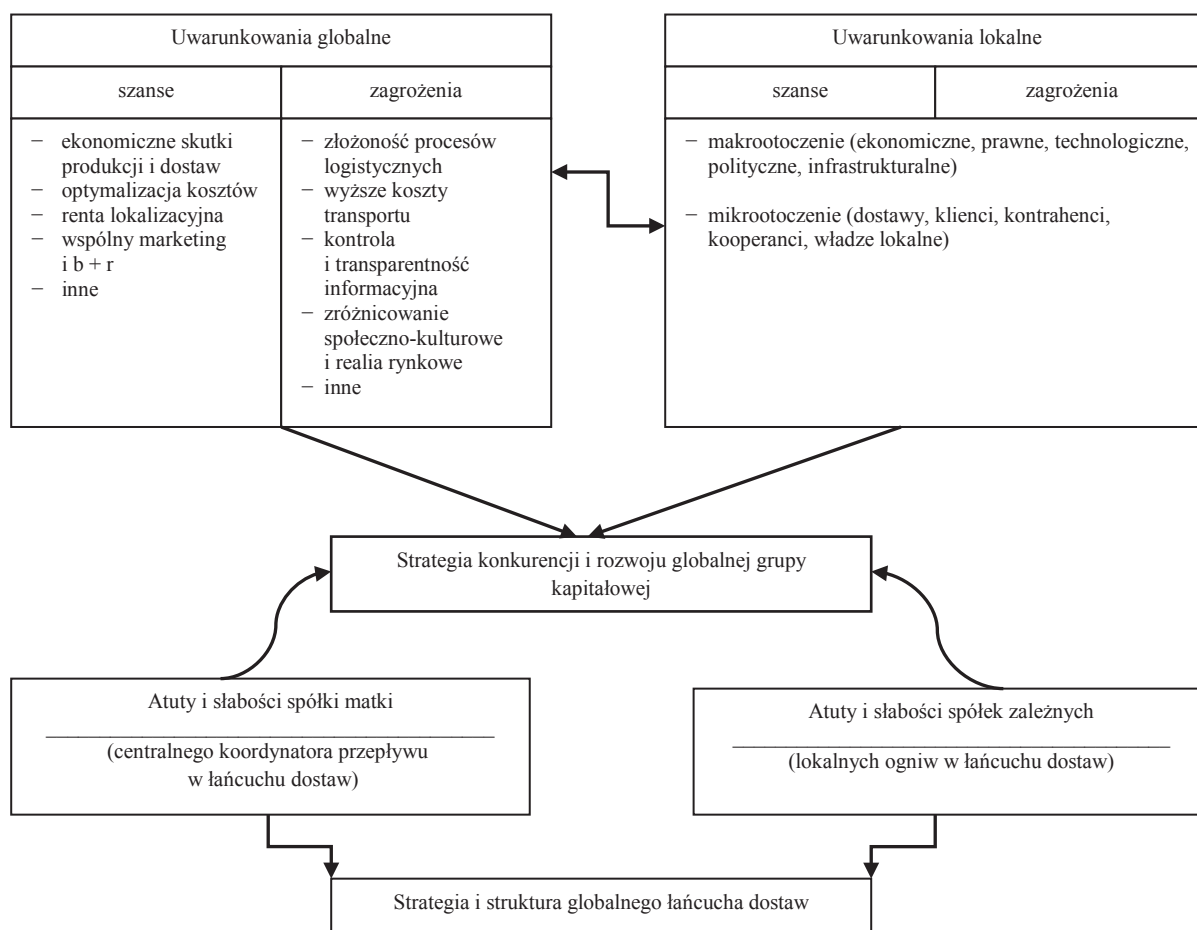 Uwarunkowania globalne
szanse
zagrożenia
− ekonomiczne skutki
produkcji i dostaw
− optymalizacja kosztów
− renta lokalizacyjna
− wspólny marketing
i b + r
− inne
− złożoność procesów
logistycznych
− wyższe koszty
transportu
− kontrola
i transparentność
informacyjna
− zróżnicowanie
społeczno-kulturowe
i realia rynkowe
− inne
Uwarunkowania lokalne
szanse
zagrożenia
− makrootoczenie (ekonomiczne, prawne, technologiczne,
polityczne, infrastrukturalne)
− mikrootoczenie (dostawy, klienci, kontrahenci,
kooperanci, władze lokalne)
Strategia konkurencji i rozwoju globalnej grupy
kapitałowej
Atuty i słabości spółki matki
(centralnego koordynatora przepływu
w łańcuchu dostaw)
Atuty i słabości spółek zależnych
(lokalnych ogniw w łańcuchu dostaw)
Strategia i struktura globalnego łańcucha dostaw